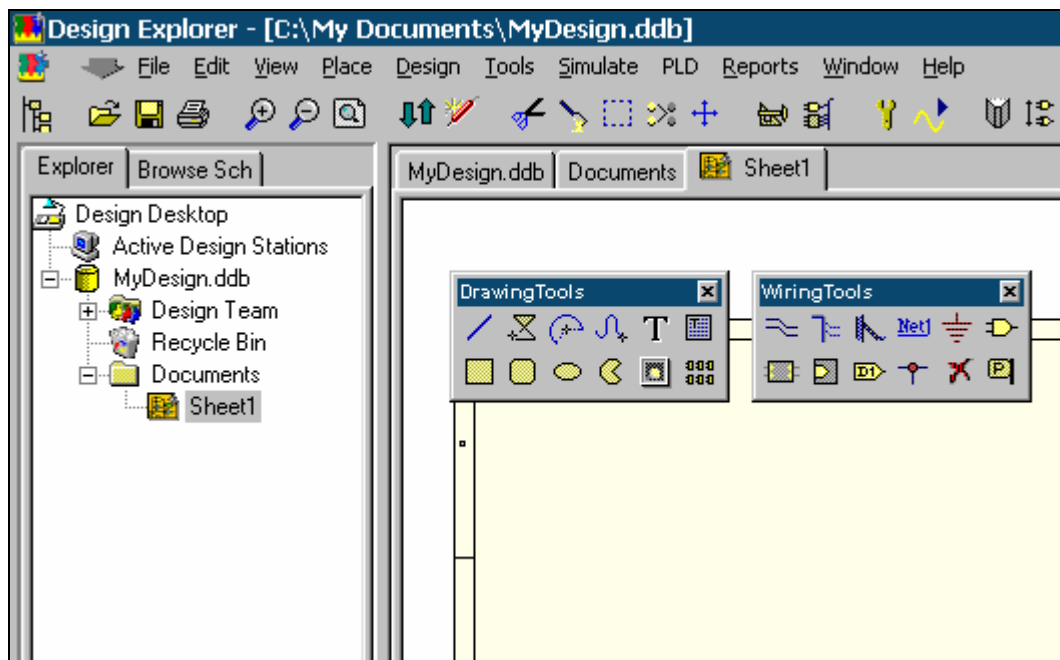 Design Explorer - [C:\My Documents\MyDesign.ddb]
File Edit View Place Design Tools Simulate PLD Reports Window Help
Explorer Browse Sch
MyDesign.ddb Documents Sheet1
Design Desktop
Active Design Stations
MyDesign.ddb
Design Team
Recycle Bin
Documents
Sheet1
DrawingTools
T
WiringTools
Net1
D1
P